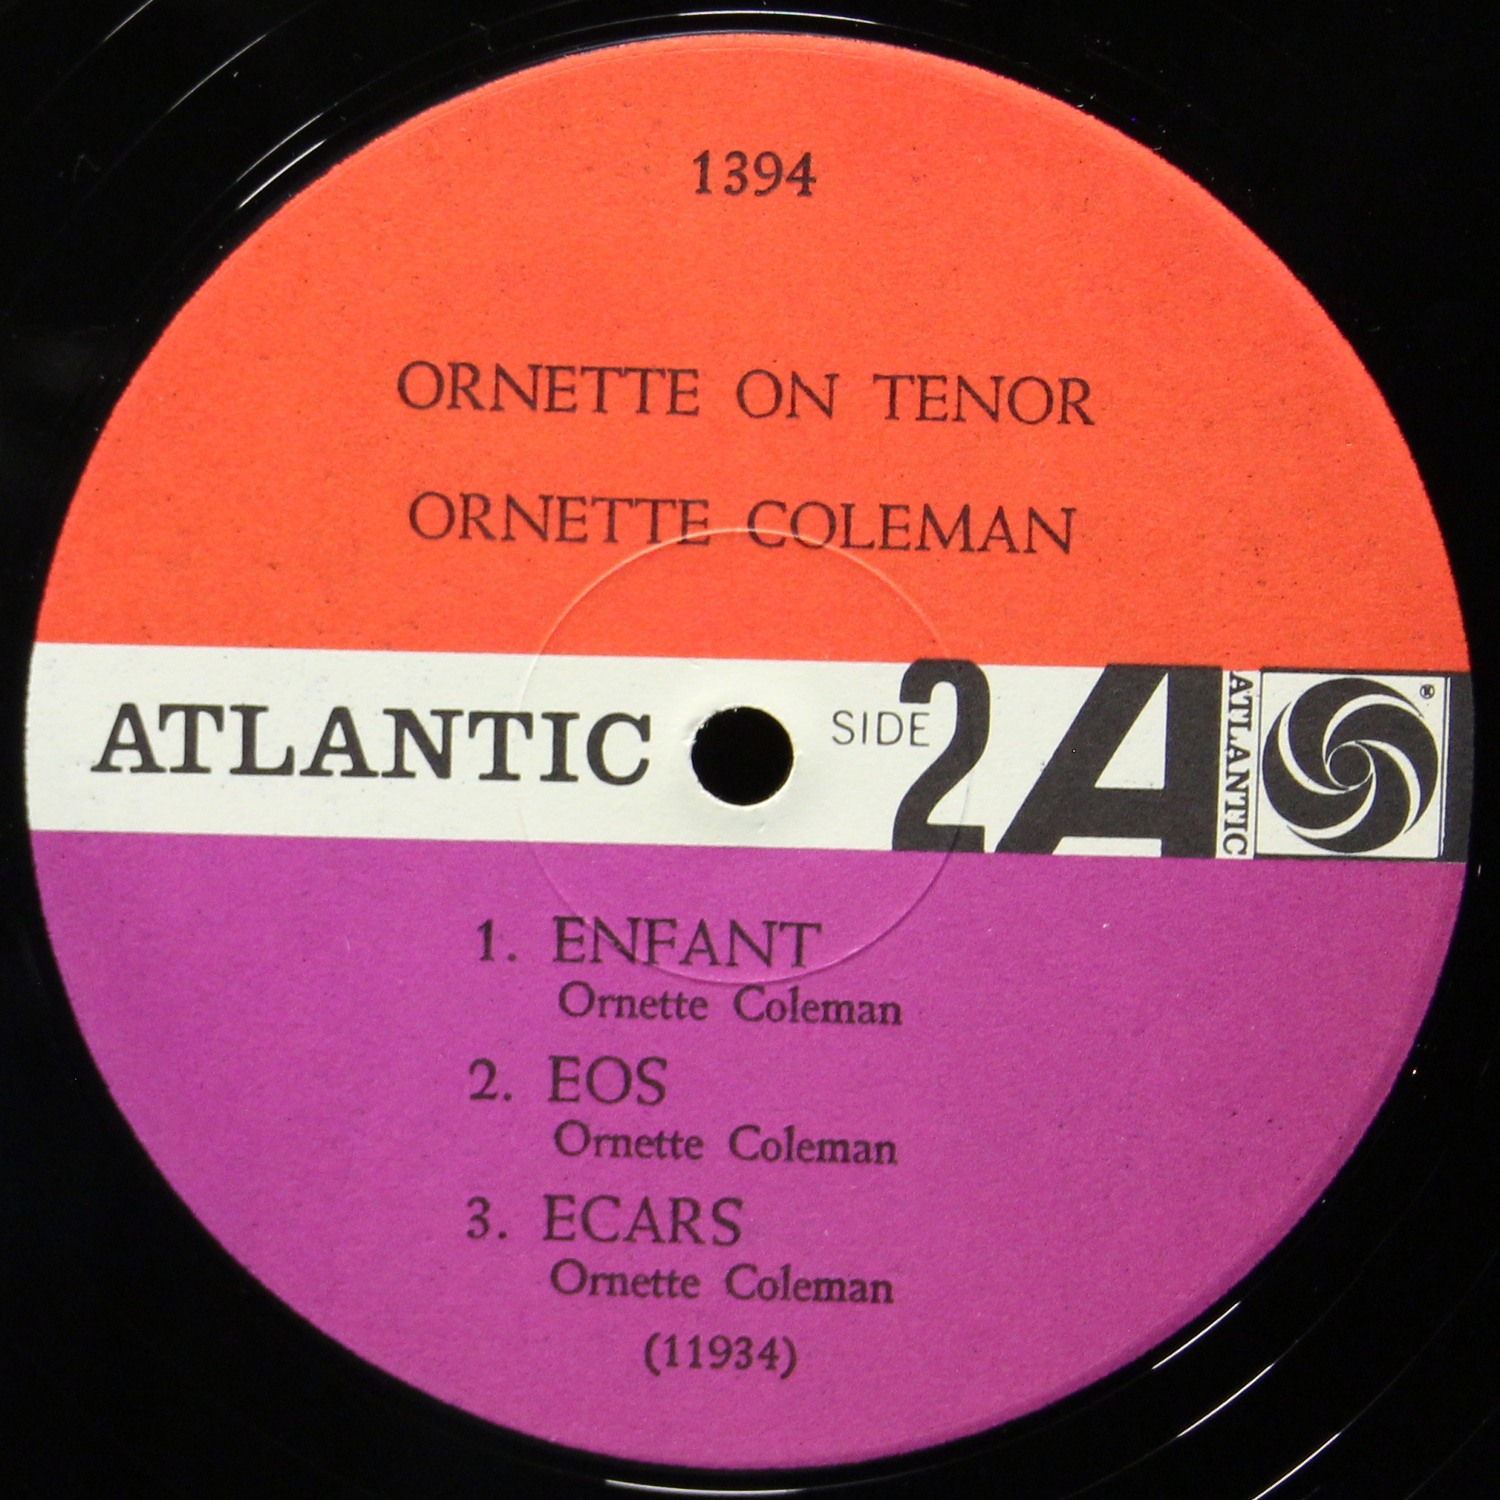 1394
ORNETTE ON TENOR
ORNETTE COLEMAN
ATLANTIC
SIDE 2
A
ATLANTIC
®
1. ENFANT
Ornette Coleman
2. EOS
Ornette Coleman
3. ECARS
Ornette Coleman
(11934)